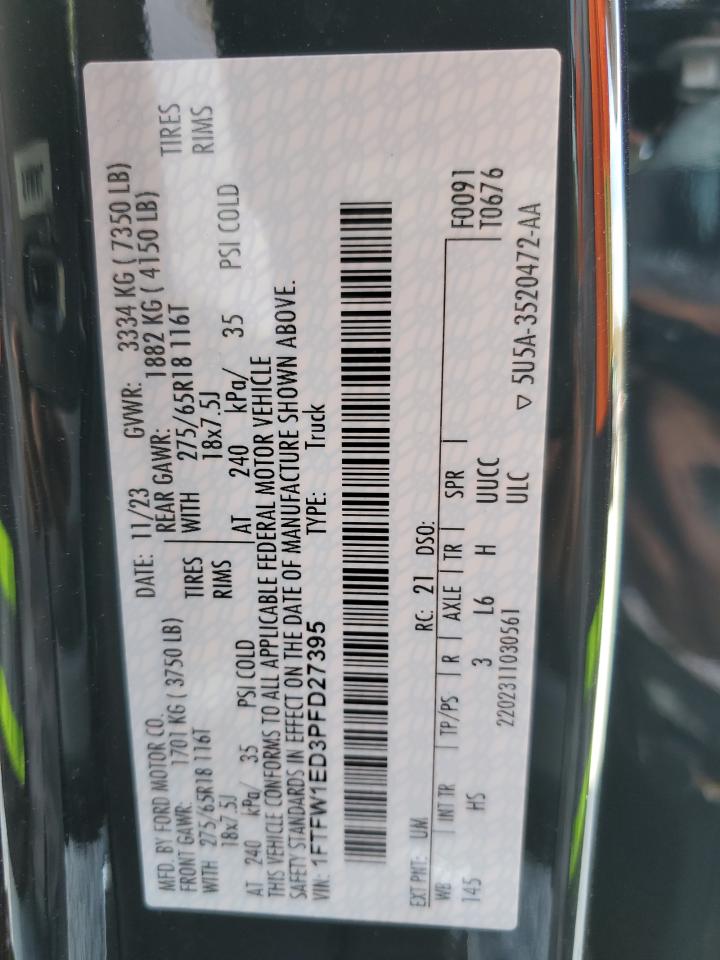 MFD. BY FORD MOTOR CO.
DATE: 11/23 GVWR: 3334 KG ( 7350 LB)
FRONT GAWR: 1701 KG ( 3750 LB) REAR GAWR: 1882 KG ( 4150 LB)
WITH 275/65R18 116T TIRES WITH 275/65R18 116T TIRES
18x7.5J RIMS 18x7.5J RIMS
AT 240 kPa/ 35 PSI COLD AT 240 kPa/ 35 PSI COLD
THIS VEHICLE CONFORMS TO ALL APPLICABLE FEDERAL MOTOR VEHICLE
SAFETY STANDARDS IN EFFECT ON THE DATE OF MANUFACTURE SHOWN ABOVE.
VIN: 1FTFW1ED3PFD27395 TYPE: Truck
EXT PNT: UM RC: 21 DSO: F0091
WB INT TR TP/PS R AXLE TR SPR T0676
145 HS 3 L6 H UUCC
2202311030561 ULC ▽ 5U5A-3520472-AA